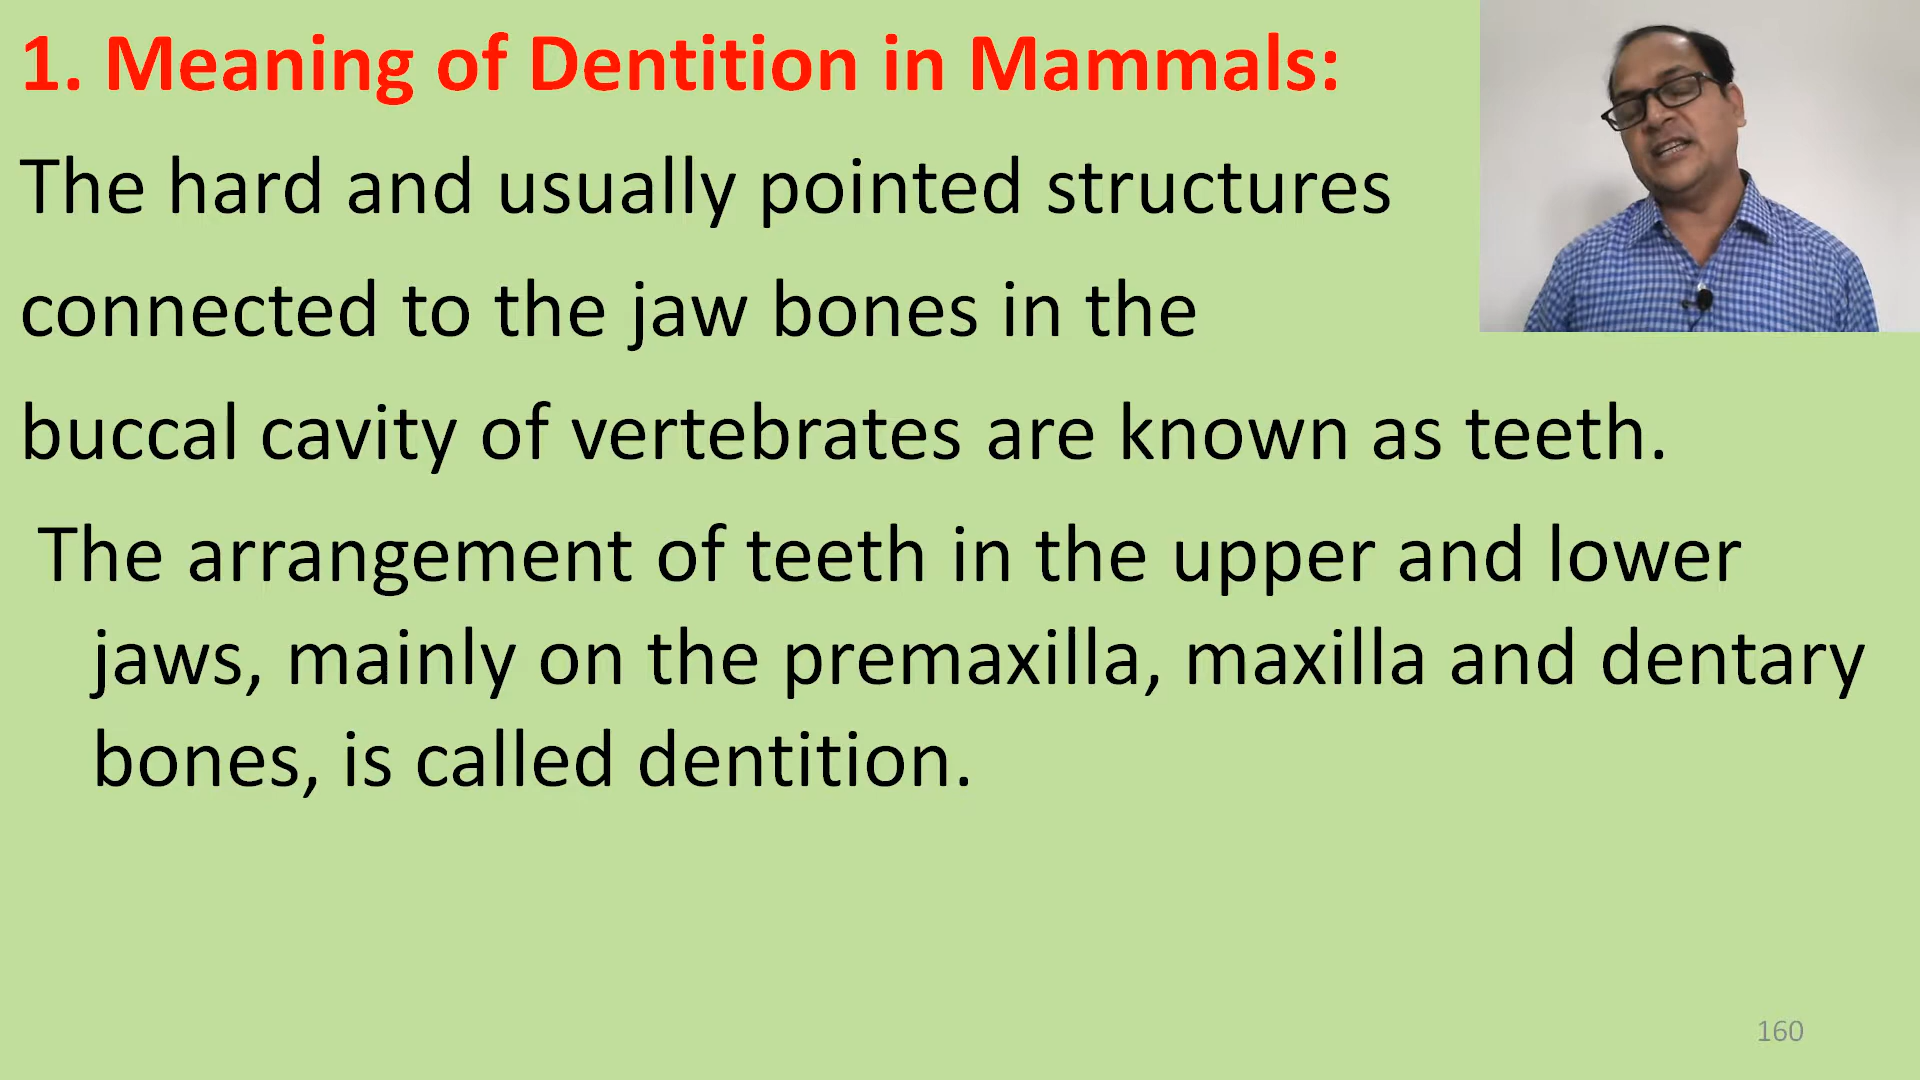 1. Meaning of Dentition in Mammals:
The hard and usually pointed structures
connected to the jaw bones in the
buccal cavity of vertebrates are known as teeth.
The arrangement of teeth in the upper and lower
jaws, mainly on the premaxilla, maxilla and dentary
bones, is called dentition.
160